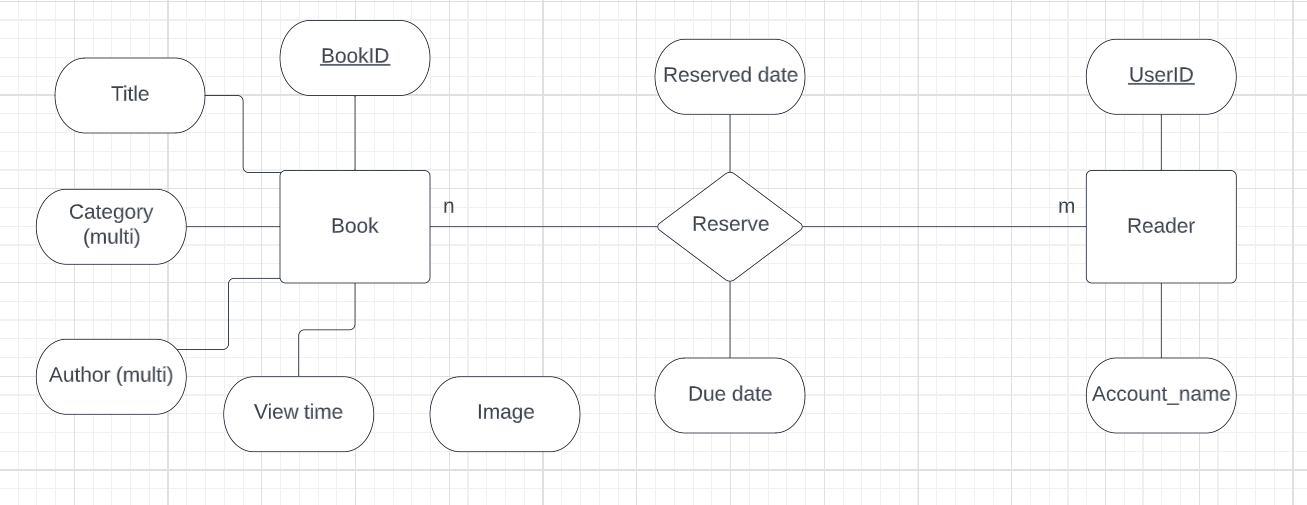 BookID
Title
Reserved date
UserID
Category
(multi)
n
m
Book
Reserve
Reader
Author (multi)
View time
Image
Due date
Account_name